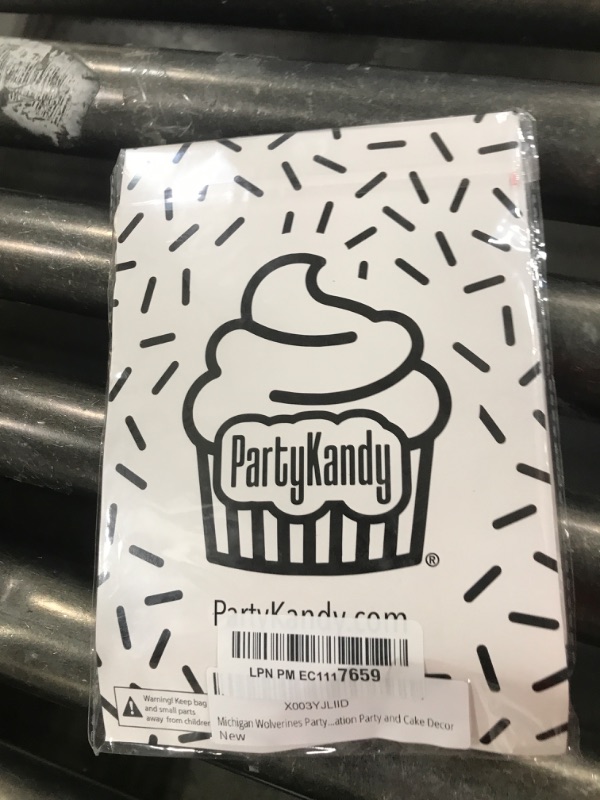 PartyKandy
®
PartyKandy.com
LPN PM EC1117659
X003YJLIID
Michigan Wolverines Party...ation Party and Cake Decor
New
Warning! Keep bag
and small parts
away from children